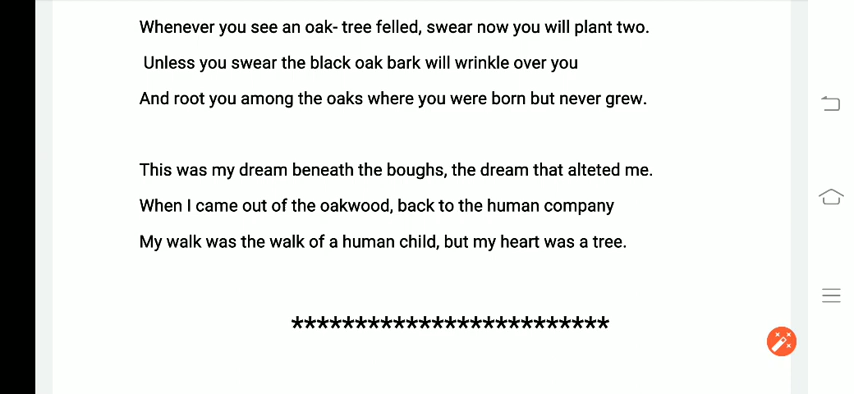 Whenever you see an oak- tree felled, swear now you will plant two.
Unless you swear the black oak bark will wrinkle over you
And root you among the oaks where you were born but never grew.
This was my dream beneath the boughs, the dream that alteted me.
When I came out of the oakwood, back to the human company
My walk was the walk of a human child, but my heart was a tree.
*************************